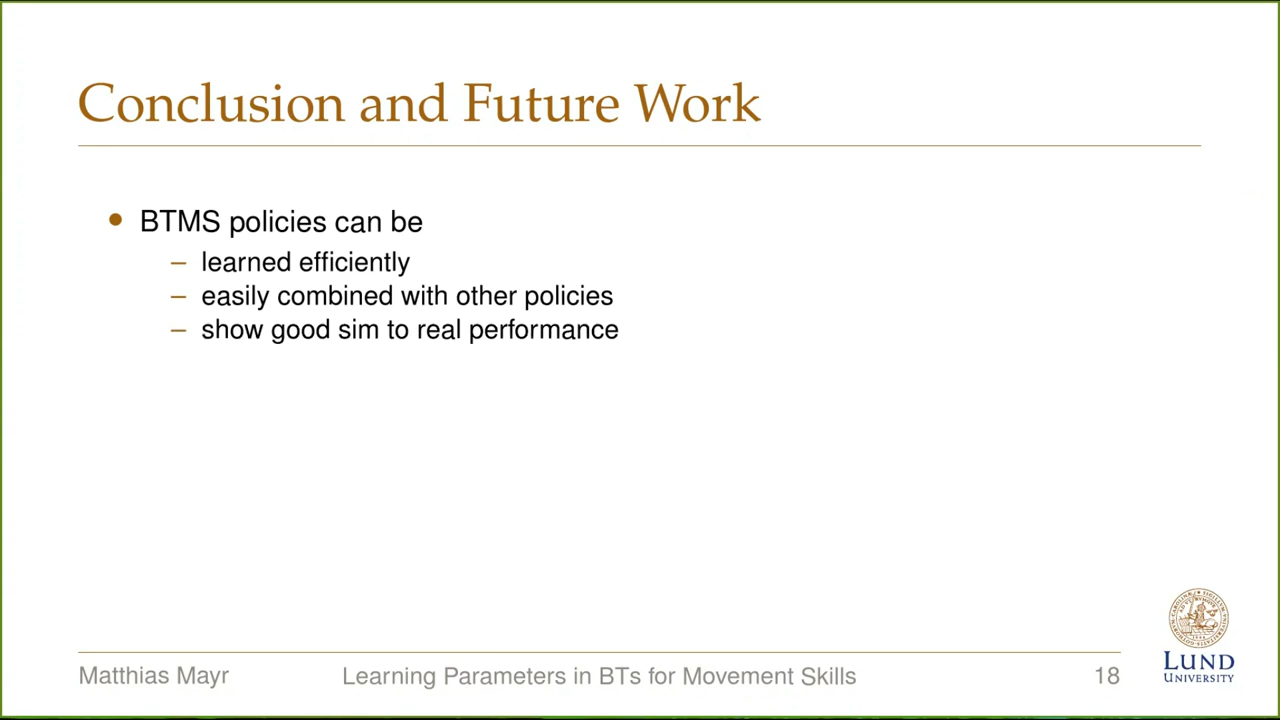 Conclusion and Future Work
BTMS policies can be
– learned efficiently
– easily combined with other policies
– show good sim to real performance
Matthias Mayr
Learning Parameters in BTs for Movement Skills
18
LUND
UNIVERSITY